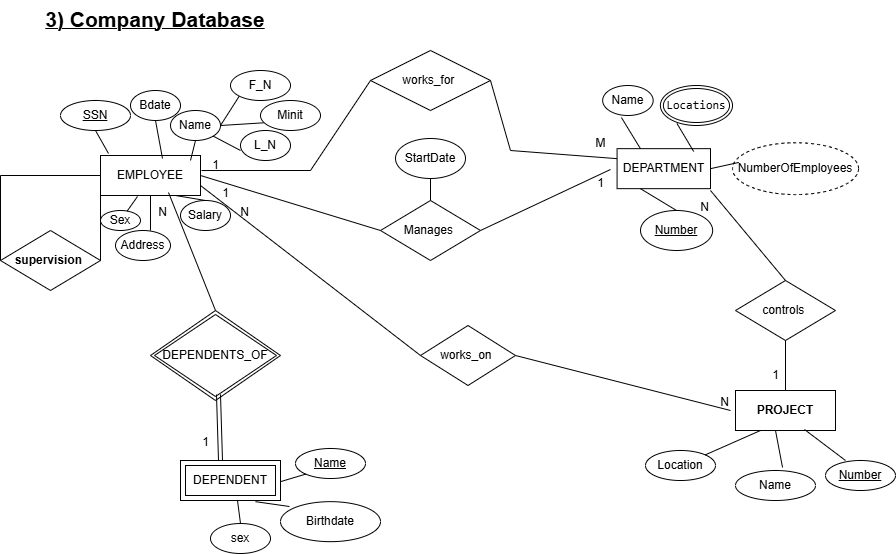 3) Company Database
works_for
F_N
Minit
L_N
Name
Bdate
SSN
EMPLOYEE
1
M
Name
Locations
DEPARTMENT
NumberOfEmployees
StartDate
1
1
N
N
N
Sex
Address
Salary
Manages
Number
supervision
controls
DEPENDENTS_OF
works_on
1
N
PROJECT
1
DEPENDENT
Name
Birthdate
sex
Location
Name
Number